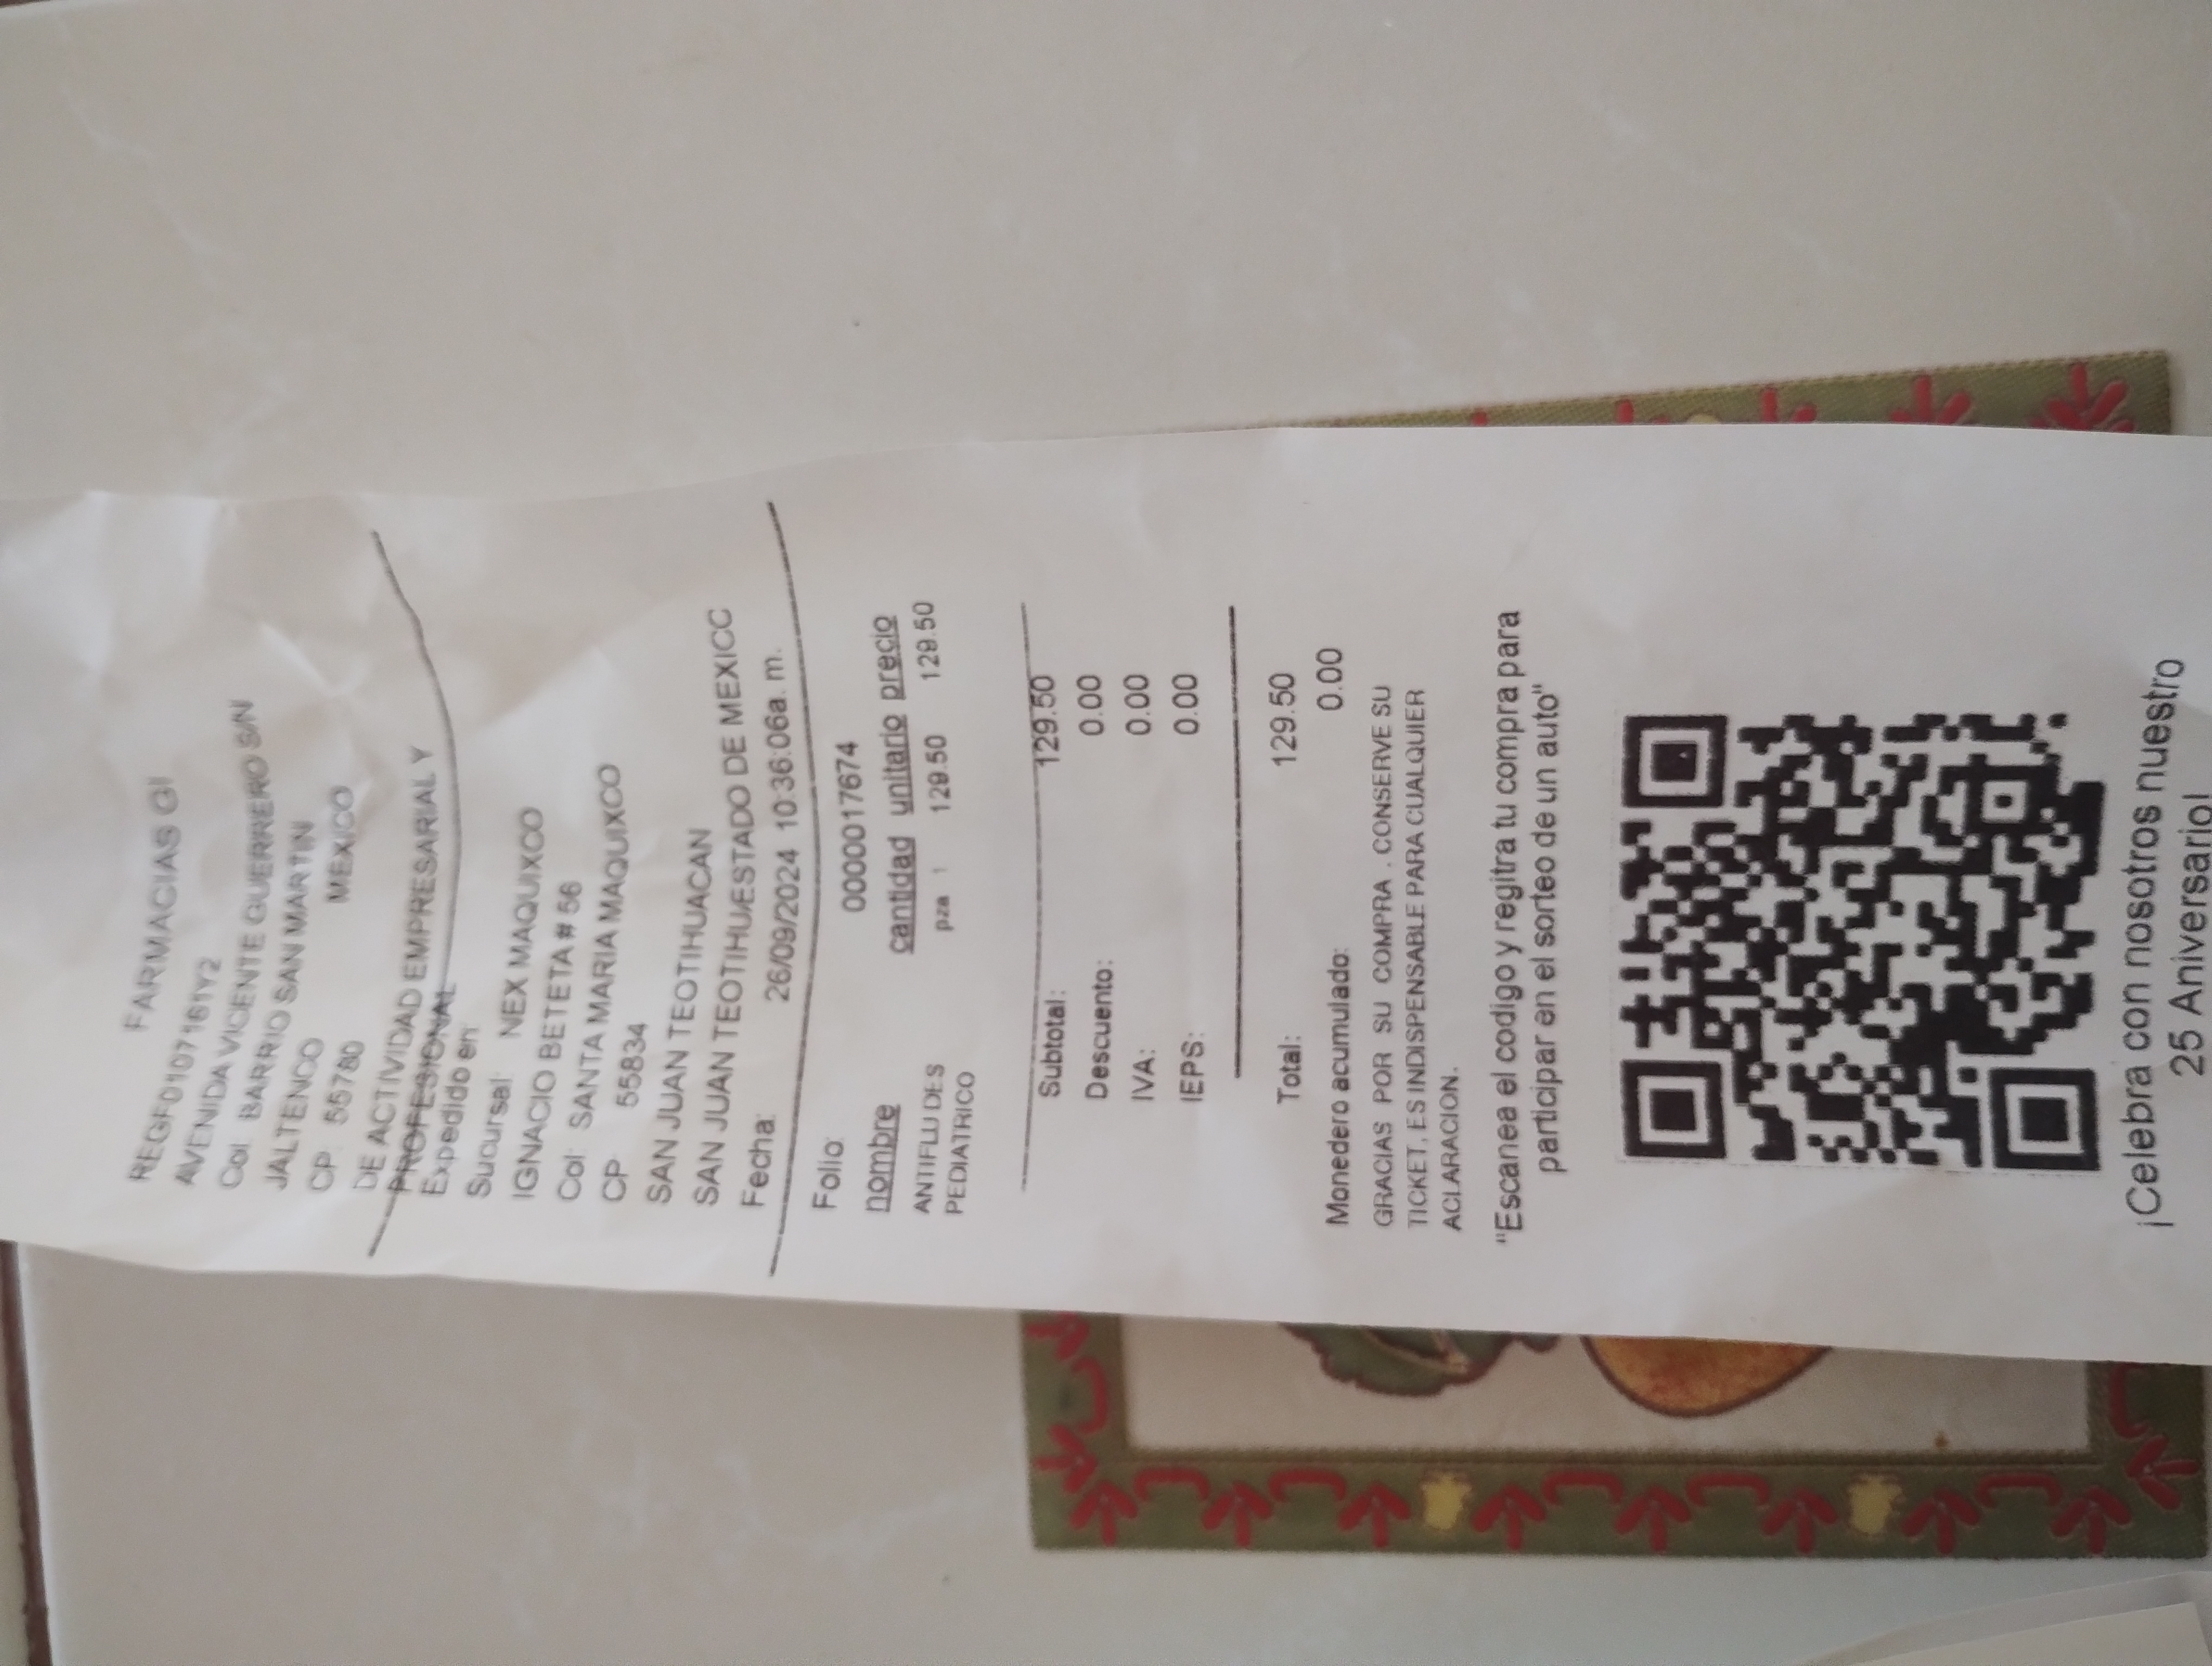 FARMACIAS GI
REGF0107161Y2
AVENIDA VICENTE GUERRERO S/N
Col: BARRIO SAN MARTIN
JALTENCO MEXICO
CP: 55780
DE ACTIVIDAD EMPRESARIAL Y
PROFESIONAL
Expedido en:
Sucursal: NEX MAQUIXCO
IGNACIO BETETA # 56
Col: SANTA MARIA MAQUIXCO
CP: 55834
SAN JUAN TEOTIHUACAN
SAN JUAN TEOTIHUESTADO DE MEXICC
Fecha: 26/09/2024 10:36:06a. m.
Folio: 0000017674
nombre cantidad unitario precio
ANTIFLU DES pza 1 129.50 129.50
PEDIATRICO
Subtotal: 129.50
Descuento: 0.00
IVA: 0.00
IEPS: 0.00
Total: 129.50
Monedero acumulado: 0.00
GRACIAS POR SU COMPRA . CONSERVE SU
TICKET, ES INDISPENSABLE PARA CUALQUIER
ACLARACION.
"Escanea el codigo y regitra tu compra para
participar en el sorteo de un auto"
¡Celebra con nosotros nuestro
25 Aniversario!